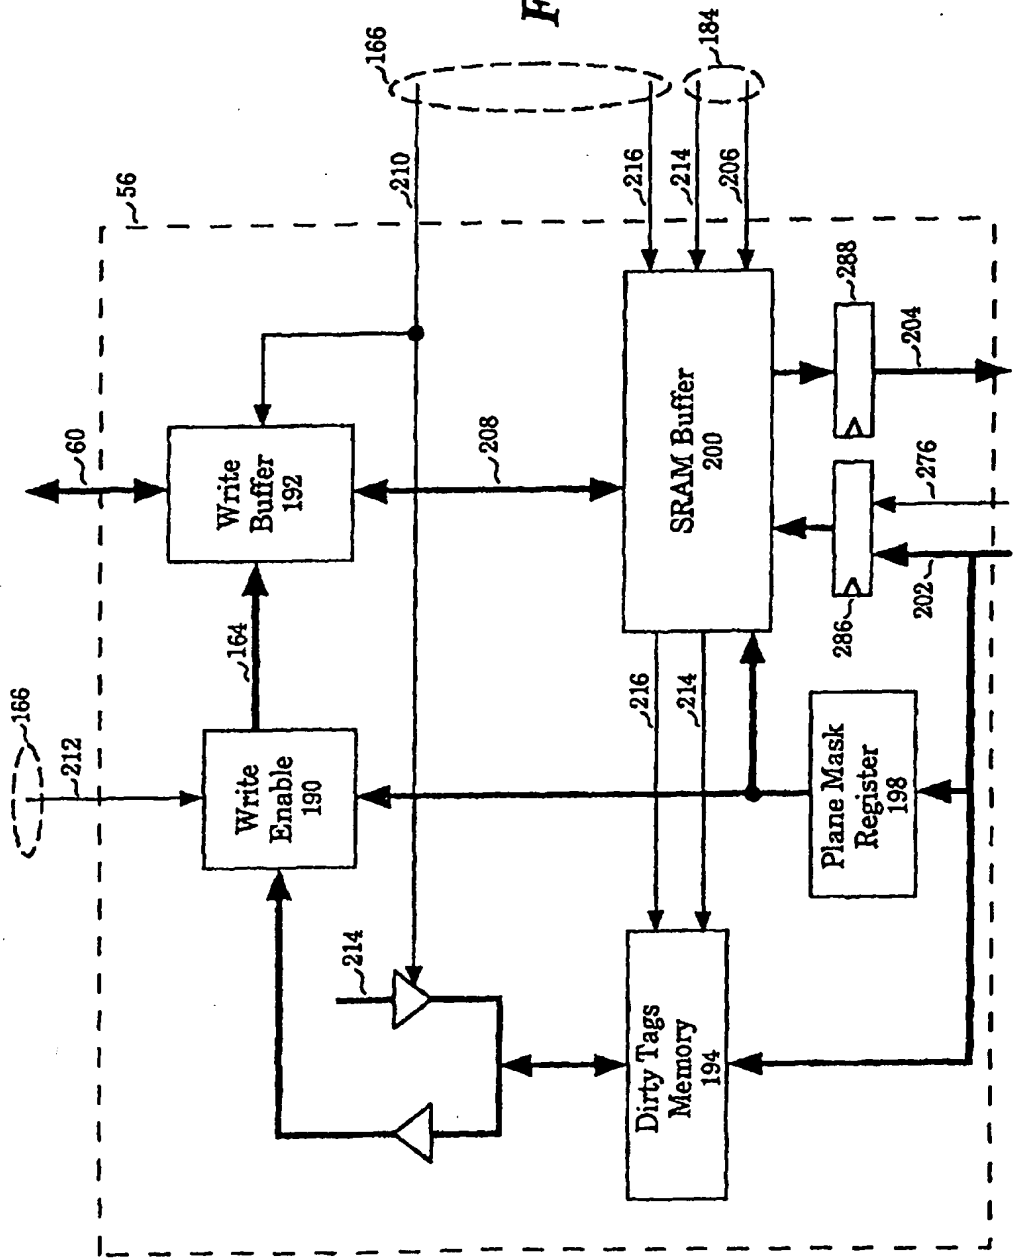 F
166
184
210
216
214
206
56
60
Write
Buffer
192
208
SRAM Buffer
200
288
204
276
286
202
166
212
164
Write
Enable
190
216
214
Plane Mask
Register
198
214
Dirty Tags
Memory
194